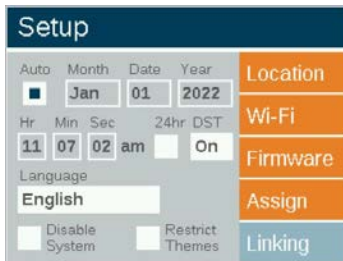 Setup
Auto Month Date Year
Jan 01 2022
Hr Min Sec 24hr DST
11 07 02 am On
Language
English
Disable System
Restrict Themes
Location
Wi-Fi
Firmware
Assign
Linking